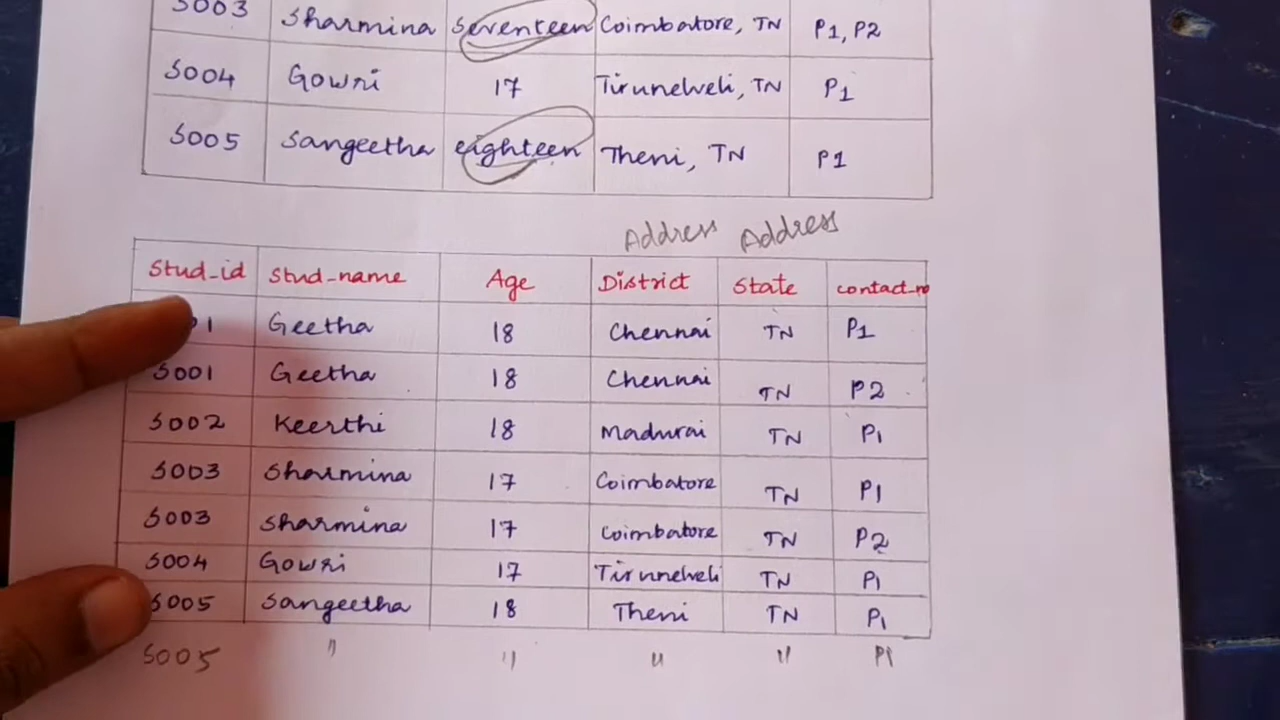 S003 Sharmina seventeen Coimbatore, TN P1, P2
S004 Gowri 17 Tirunelveli, TN P1
S005 Sangeetha eighteen Theni, TN P1
Address Address
Stud_id Stud_name Age District State contact_no
01 Geetha 18 Chennai TN P1
S001 Geetha 18 Chennai TN P2
S002 Keerthi 18 Madurai TN P1
S003 Sharmina 17 Coimbatore TN P1
S003 Sharmina 17 Coimbatore TN P2
S004 Gowri 17 Tirunelveli TN P1
S005 Sangeetha 18 Theni TN P1
S005 " " " " P1